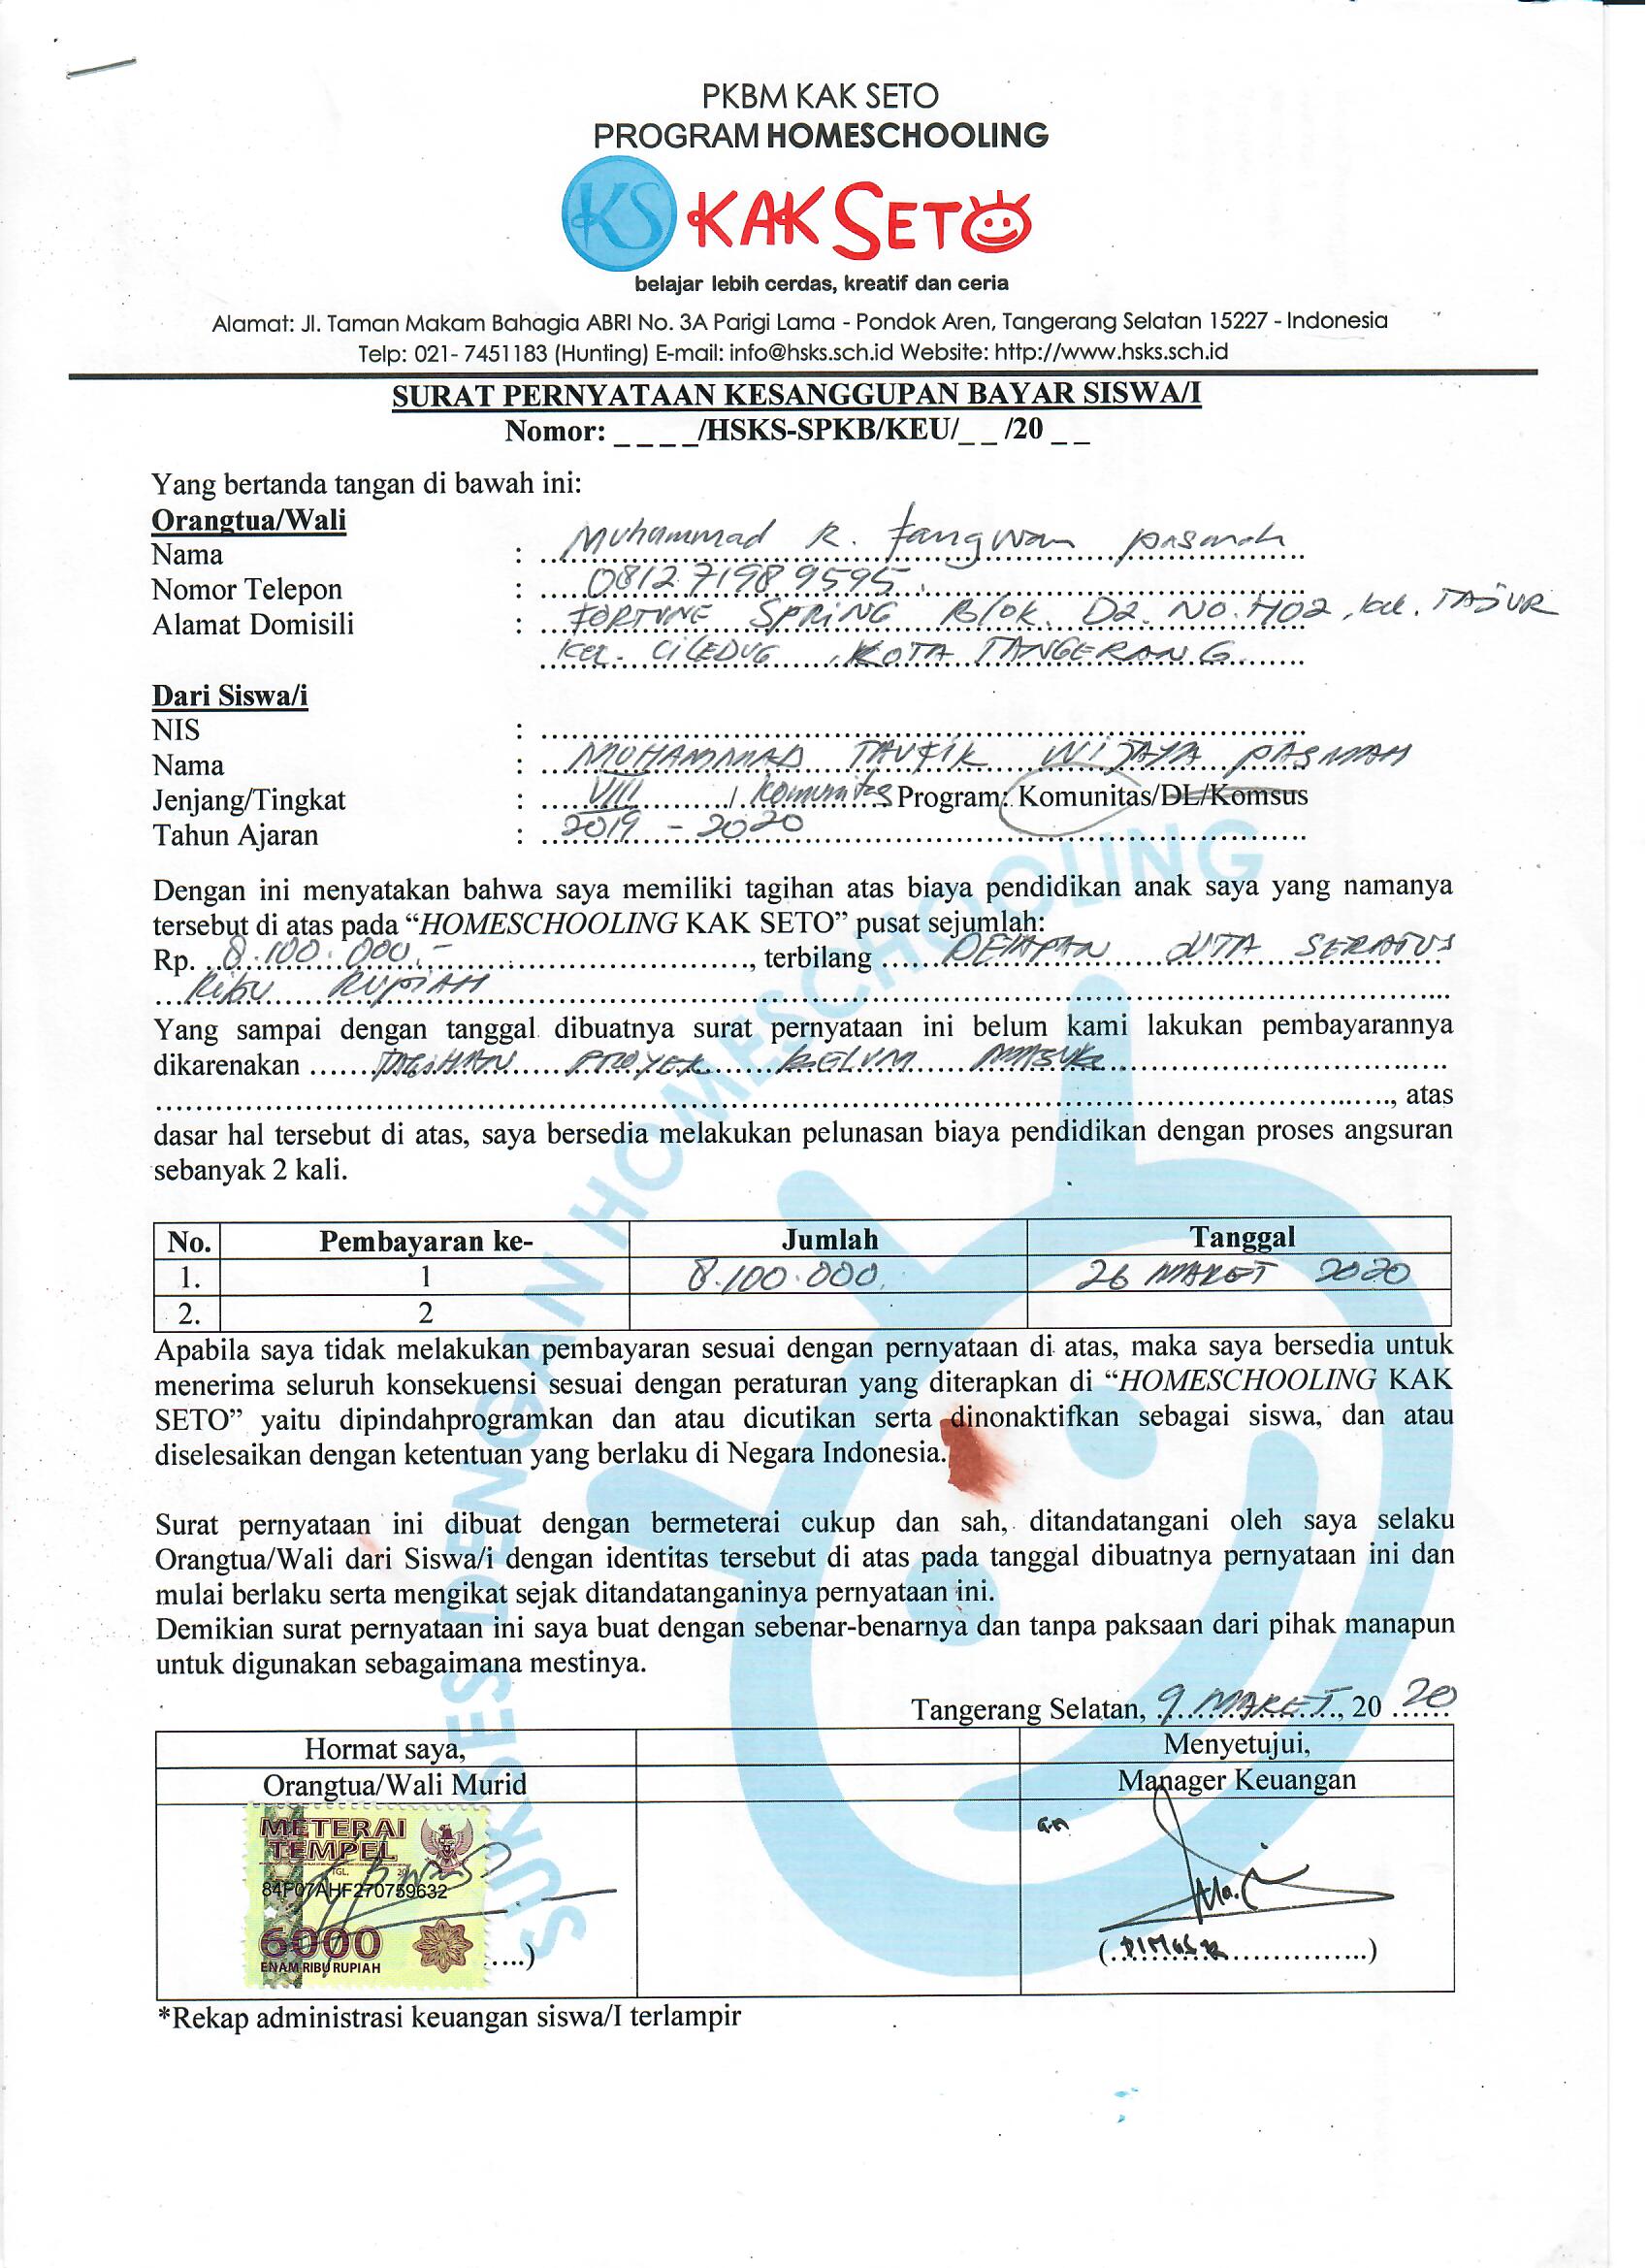 PKBM KAK SETO
PROGRAM HOMESCHOOLING
KS KAK SETO
belajar lebih cerdas, kreatif dan ceria
Alamat: Jl. Taman Makam Bahagia ABRI No. 3A Parigi Lama - Pondok Aren, Tangerang Selatan 15227 - Indonesia
Telp: 021- 7451183 (Hunting) E-mail: info@hsks.sch.id Website: http://www.hsks.sch.id
SURAT PERNYATAAN KESANGGUPAN BAYAR SISWA/I
Nomor: _ _ _ _/HSKS-SPKB/KEU/_ _ /20 _ _
Yang bertanda tangan di bawah ini:
Orangtua/Wali
Nama : Muhammad R. pasmah
Nomor Telepon : 081271989595
Alamat Domisili : FORTUNE SPRING Blok. D2. NO. H02, kel. TAJUR
kec. CILEDUG, KOTA TANGERANG
Dari Siswa/i
NIS :
Nama : MUHAMMAD TAUFIK WIJAYA PASMAH
Jenjang/Tingkat : VIII / komunitas Program: Komunitas/DL/Komsus
Tahun Ajaran : 2019 - 2020
Dengan ini menyatakan bahwa saya memiliki tagihan atas biaya pendidikan anak saya yang namanya
tersebut di atas pada “HOMESCHOOLING KAK SETO” pusat sejumlah:
Rp. 8.100.000,- , terbilang DELAPAN JUTA SERATUS
RIBU RUPIAH
Yang sampai dengan tanggal dibuatnya surat pernyataan ini belum kami lakukan pembayarannya
dikarenakan TAGIHAN PROYEK BELUM MASUK
, atas
dasar hal tersebut di atas, saya bersedia melakukan pelunasan biaya pendidikan dengan proses angsuran
sebanyak 2 kali.
No. Pembayaran ke- Jumlah Tanggal
1. 1 8.100.000, 26 MARET 2020
2. 2
Apabila saya tidak melakukan pembayaran sesuai dengan pernyataan di atas, maka saya bersedia untuk
menerima seluruh konsekuensi sesuai dengan peraturan yang diterapkan di “HOMESCHOOLING KAK
SETO” yaitu dipindahprogramkan dan atau dicutikan serta dinonaktifkan sebagai siswa, dan atau
diselesaikan dengan ketentuan yang berlaku di Negara Indonesia.
Surat pernyataan ini dibuat dengan bermeterai cukup dan sah, ditandatangani oleh saya selaku
Orangtua/Wali dari Siswa/i dengan identitas tersebut di atas pada tanggal dibuatnya pernyataan ini dan
mulai berlaku serta mengikat sejak ditandatanganinya pernyataan ini.
Demikian surat pernyataan ini saya buat dengan sebenar-benarnya dan tanpa paksaan dari pihak manapun
untuk digunakan sebagaimana mestinya.
Tangerang Selatan, 9 MARET, 20 20
Hormat saya, Menyetujui,
Orangtua/Wali Murid Manager Keuangan
METERAI
TEMPEL
TGL. 20
84F07AHF270759632
6000
ENAM RIBU RUPIAH
a.n
(DIMAS R)
*Rekap administrasi keuangan siswa/I terlampir
SUKSES DENGAN HOMESCHOOLING